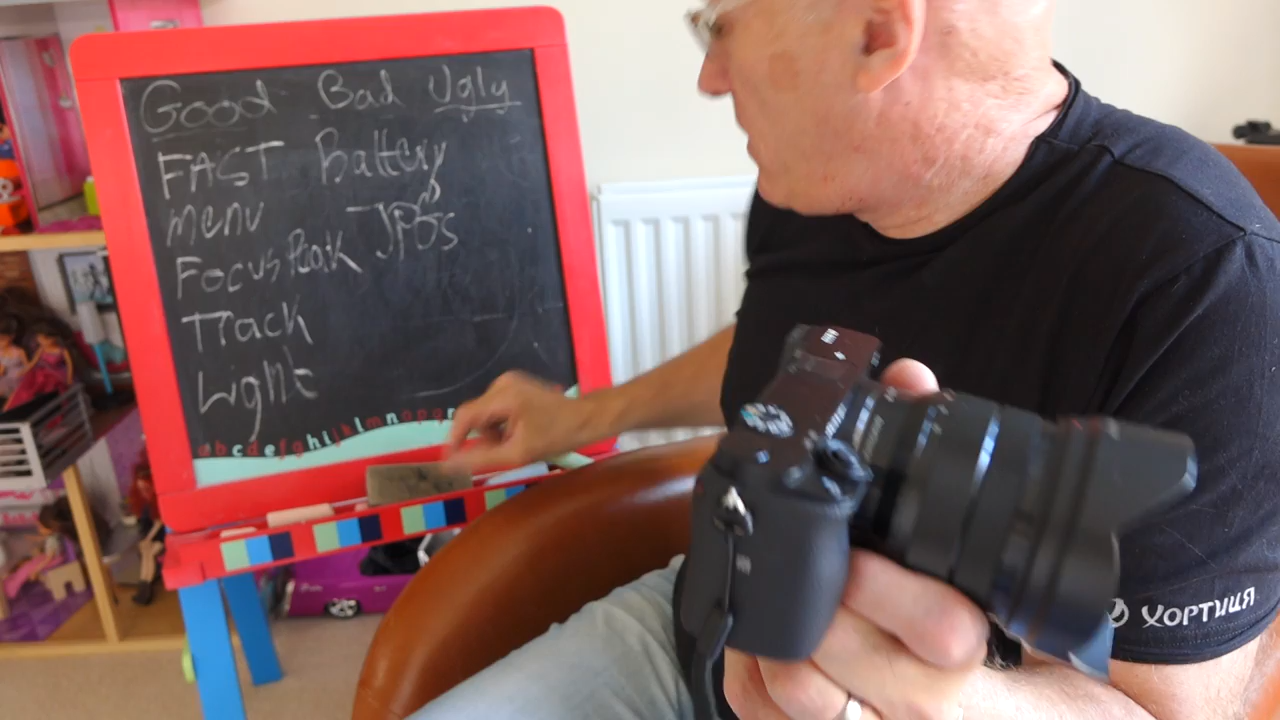 Good Bad Ugly
FAST Battery
menu JPGs
Focus Peak
Track
Light
abcdefghijklmnopqr
ХОРТИЦЯ